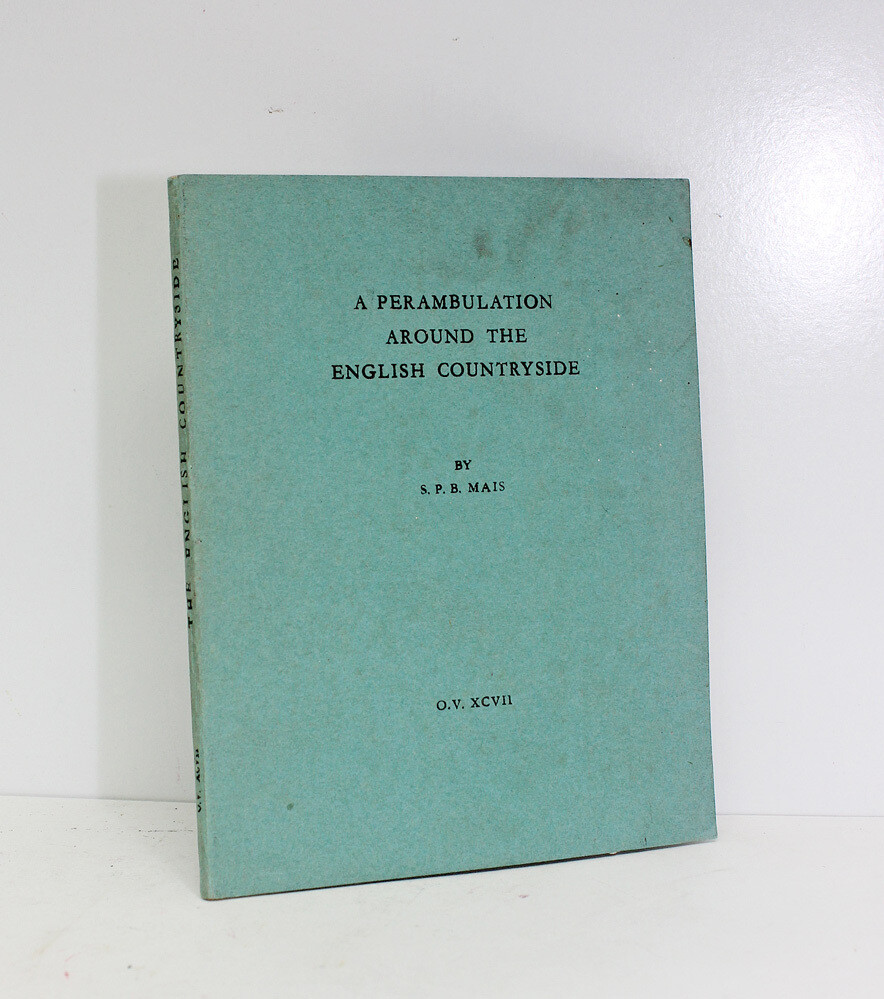 A PERAMBULATION
AROUND THE
ENGLISH COUNTRYSIDE
BY
S. P. B. MAIS
O.V. XCVII
THE ENGLISH COUNTRYSIDE
O.V. XCVII